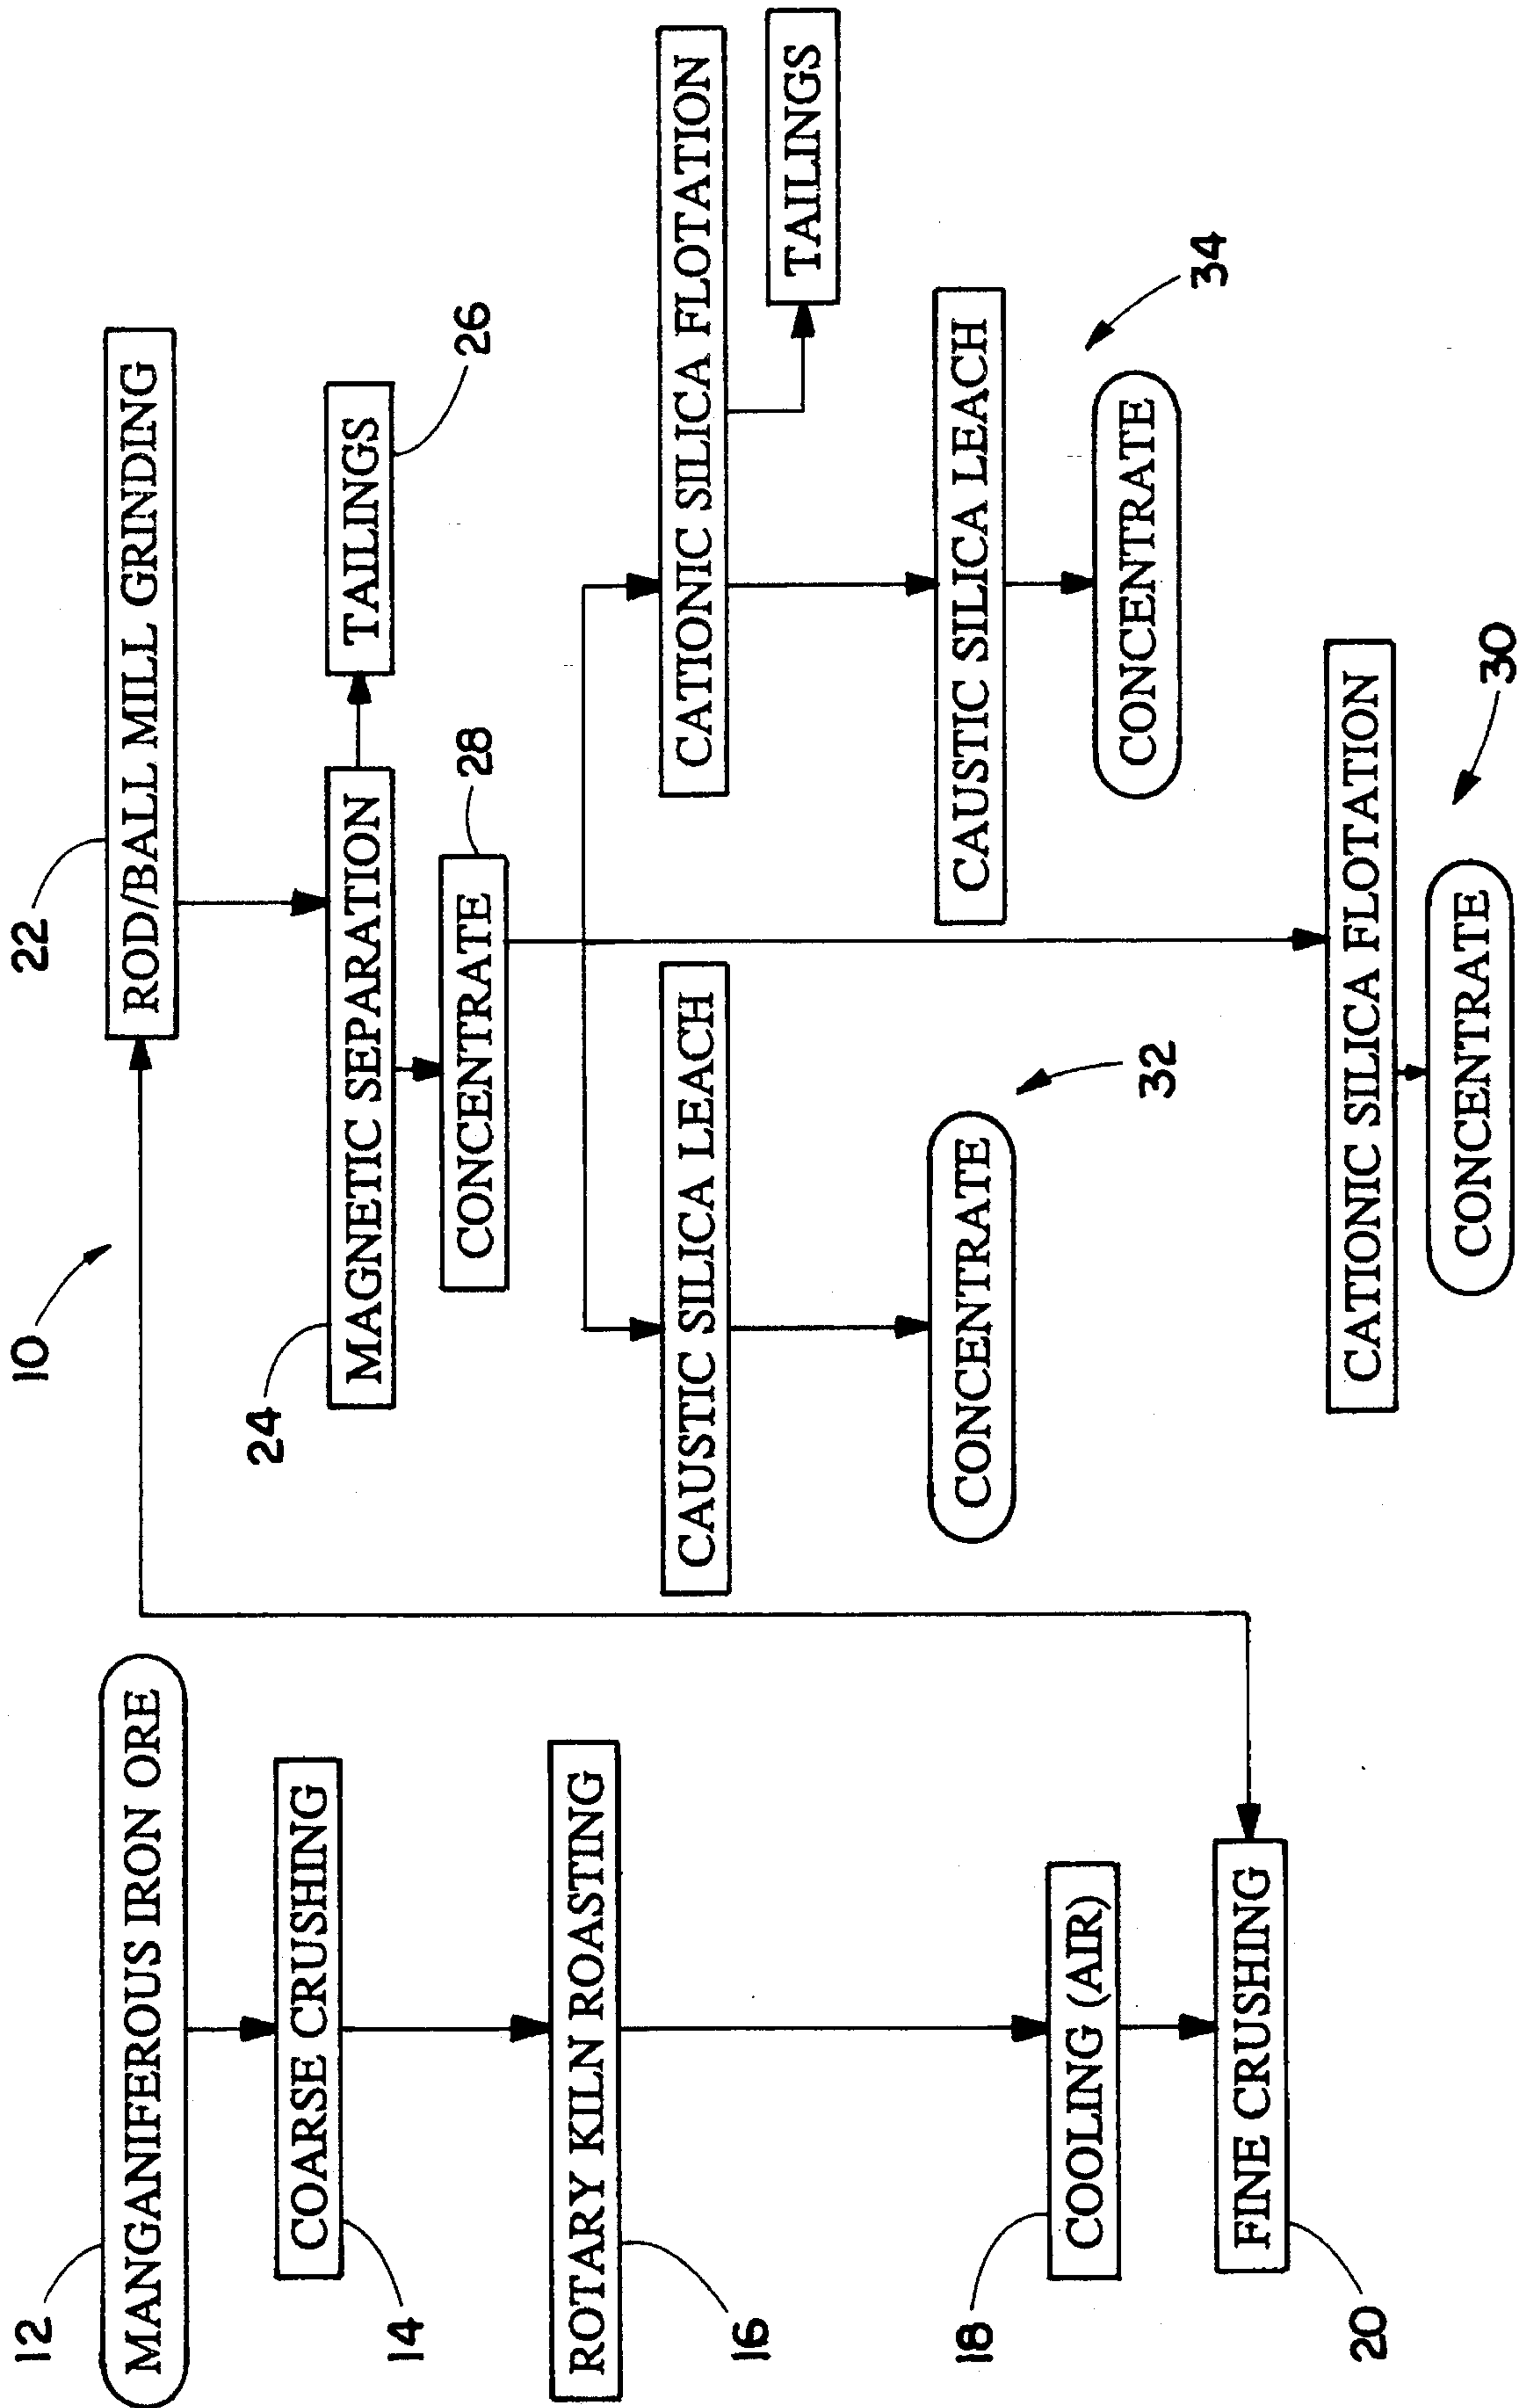 10
12
MANGANIFEROUS IRON ORE
COARSE CRUSHING
14
ROTARY KILN ROASTING
16
18
COOLING (AIR)
FINE CRUSHING
20
22
ROD/BALL MILL GRINDING
24
MAGNETIC SEPARATION
TAILINGS
26
CONCENTRATE
28
CAUSTIC SILICA LEACH
CONCENTRATE
32
CATIONIC SILICA FLOTATION
TAILINGS
CAUSTIC SILICA LEACH
34
CONCENTRATE
CATIONIC SILICA FLOTATION
CONCENTRATE
30